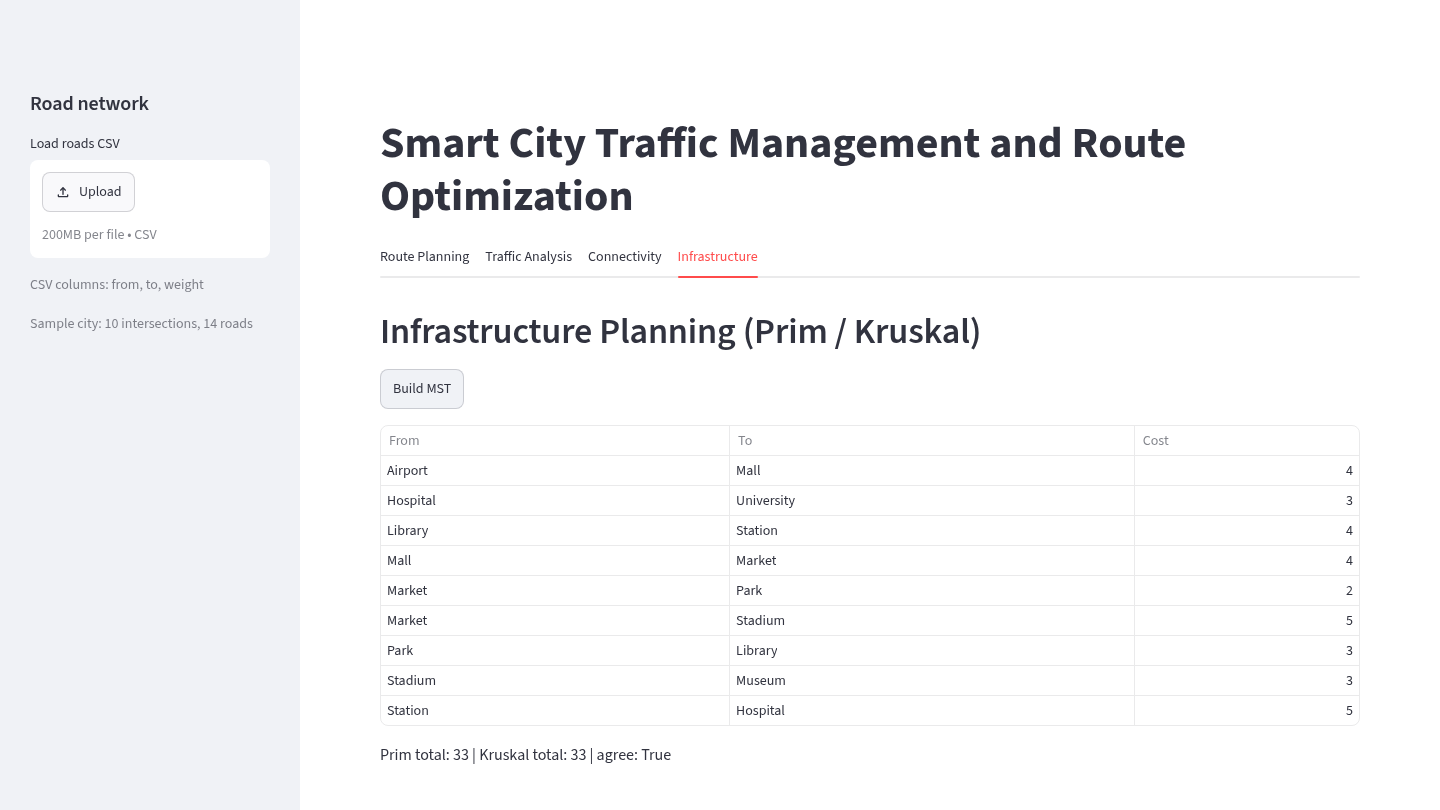 Road network
Load roads CSV
Upload
200MB per file • CSV
CSV columns: from, to, weight
Sample city: 10 intersections, 14 roads
Smart City Traffic Management and Route
Optimization
Route Planning Traffic Analysis Connectivity Infrastructure
Infrastructure Planning (Prim / Kruskal)
Build MST
From To Cost
Airport Mall 4
Hospital University 3
Library Station 4
Mall Market 4
Market Park 2
Market Stadium 5
Park Library 3
Stadium Museum 3
Station Hospital 5
Prim total: 33 | Kruskal total: 33 | agree: True